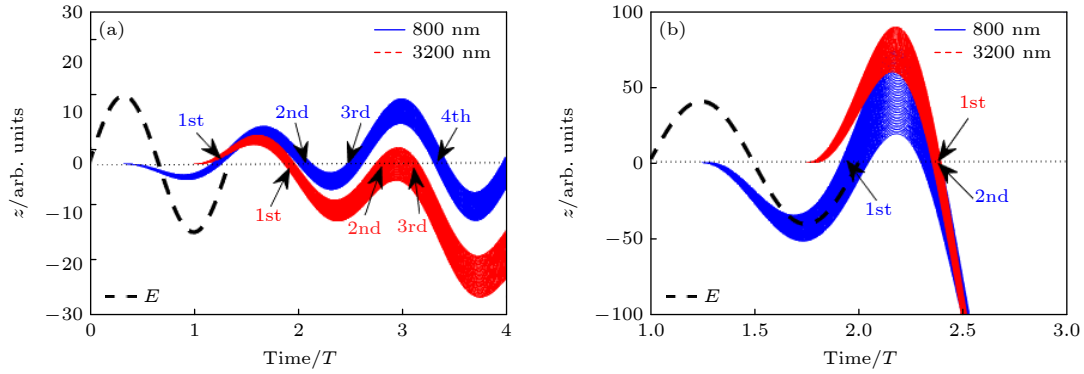 (a)
800 nm
3200 nm
30
20
10
0
−10
−20
−30
z/arb. units
1st
2nd
3rd
4th
1st
2nd
3rd
E
0
1
2
3
4
Time/T
(b)
800 nm
3200 nm
100
50
0
−50
−100
z/arb. units
1st
1st
2nd
E
1.0
1.5
2.0
2.5
3.0
Time/T